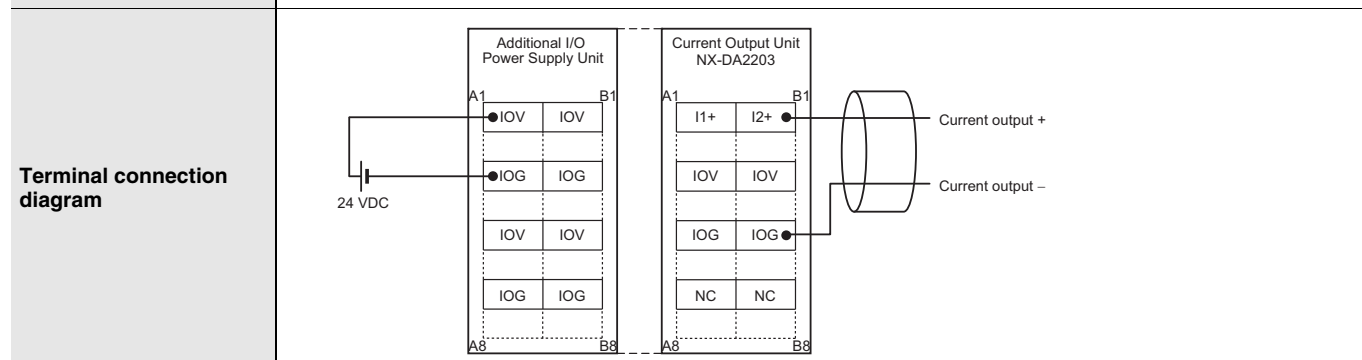 Terminal connection
diagram
Additional I/O
Power Supply Unit
A1 B1
IOV IOV
IOG IOG
IOV IOV
IOG IOG
A8 B8
24 VDC
Current Output Unit
NX-DA2203
A1 B1
I1+ I2+
IOV IOV
IOG IOG
NC NC
A8 B8
Current output +
Current output –